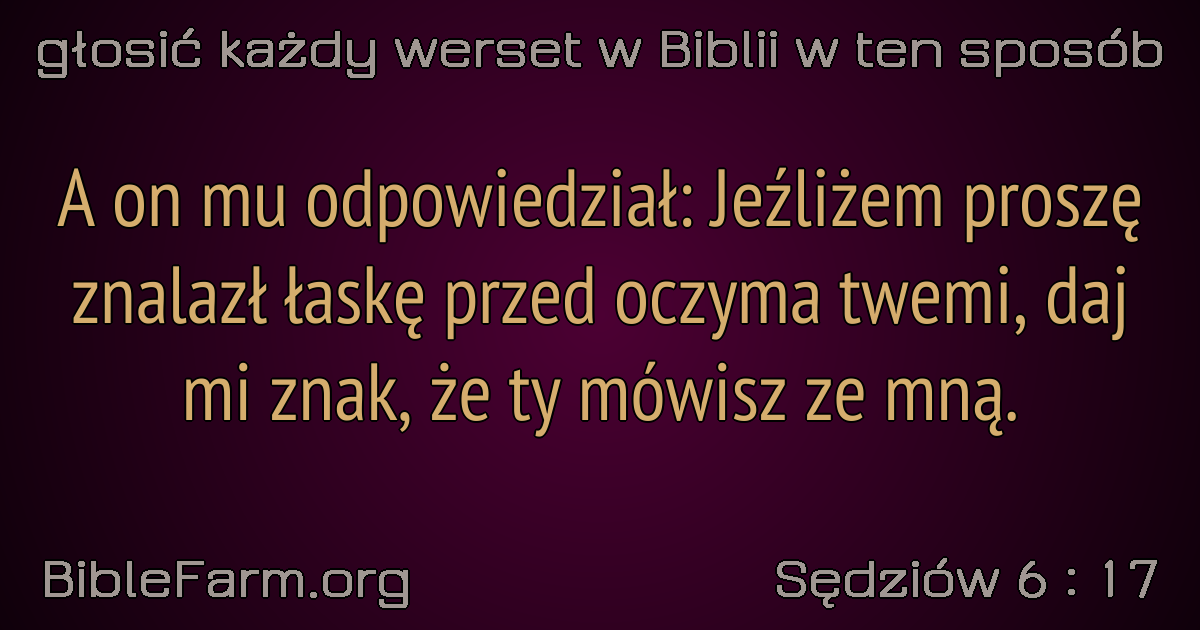 głosić każdy werset w Biblii w ten sposób
A on mu odpowiedział: Jeźliżem proszę
znalazł łaskę przed oczyma twemi, daj
mi znak, że ty mówisz ze mną.
BibleFarm.org
Sędziów 6 : 17